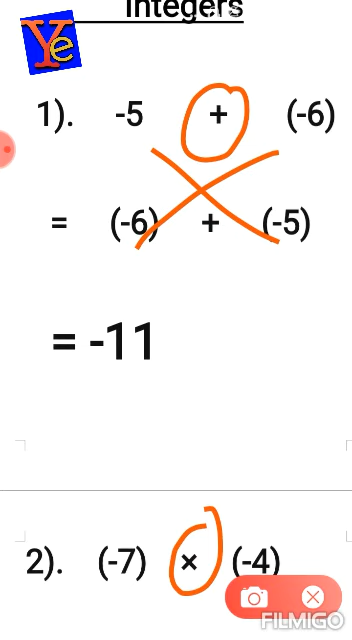 Integers
Ye
1). -5 + (-6)
= (-6) + (-5)
= -11
2). (-7) × (-4)
FILMIGO